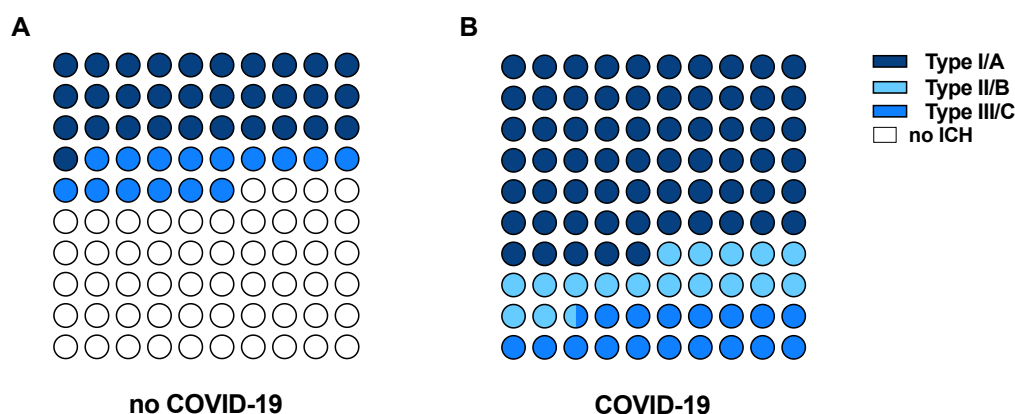 A
B
Type I/A
Type II/B
Type III/C
no ICH
no COVID-19
COVID-19